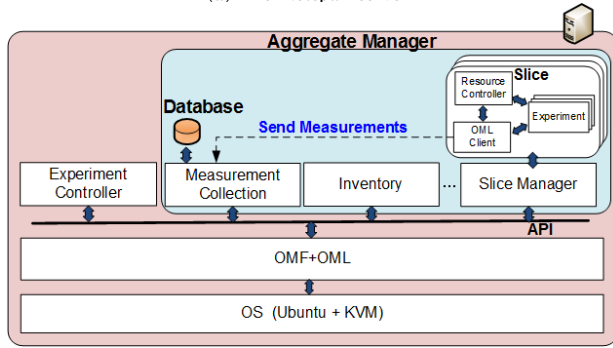 Aggregate Manager
Slice
Resource
Controller
Experiment
OML
Client
Database
Send Measurements
Experiment
Controller
Measurement
Collection
Inventory
...
Slice Manager
API
OMF+OML
OS (Ubuntu + KVM)